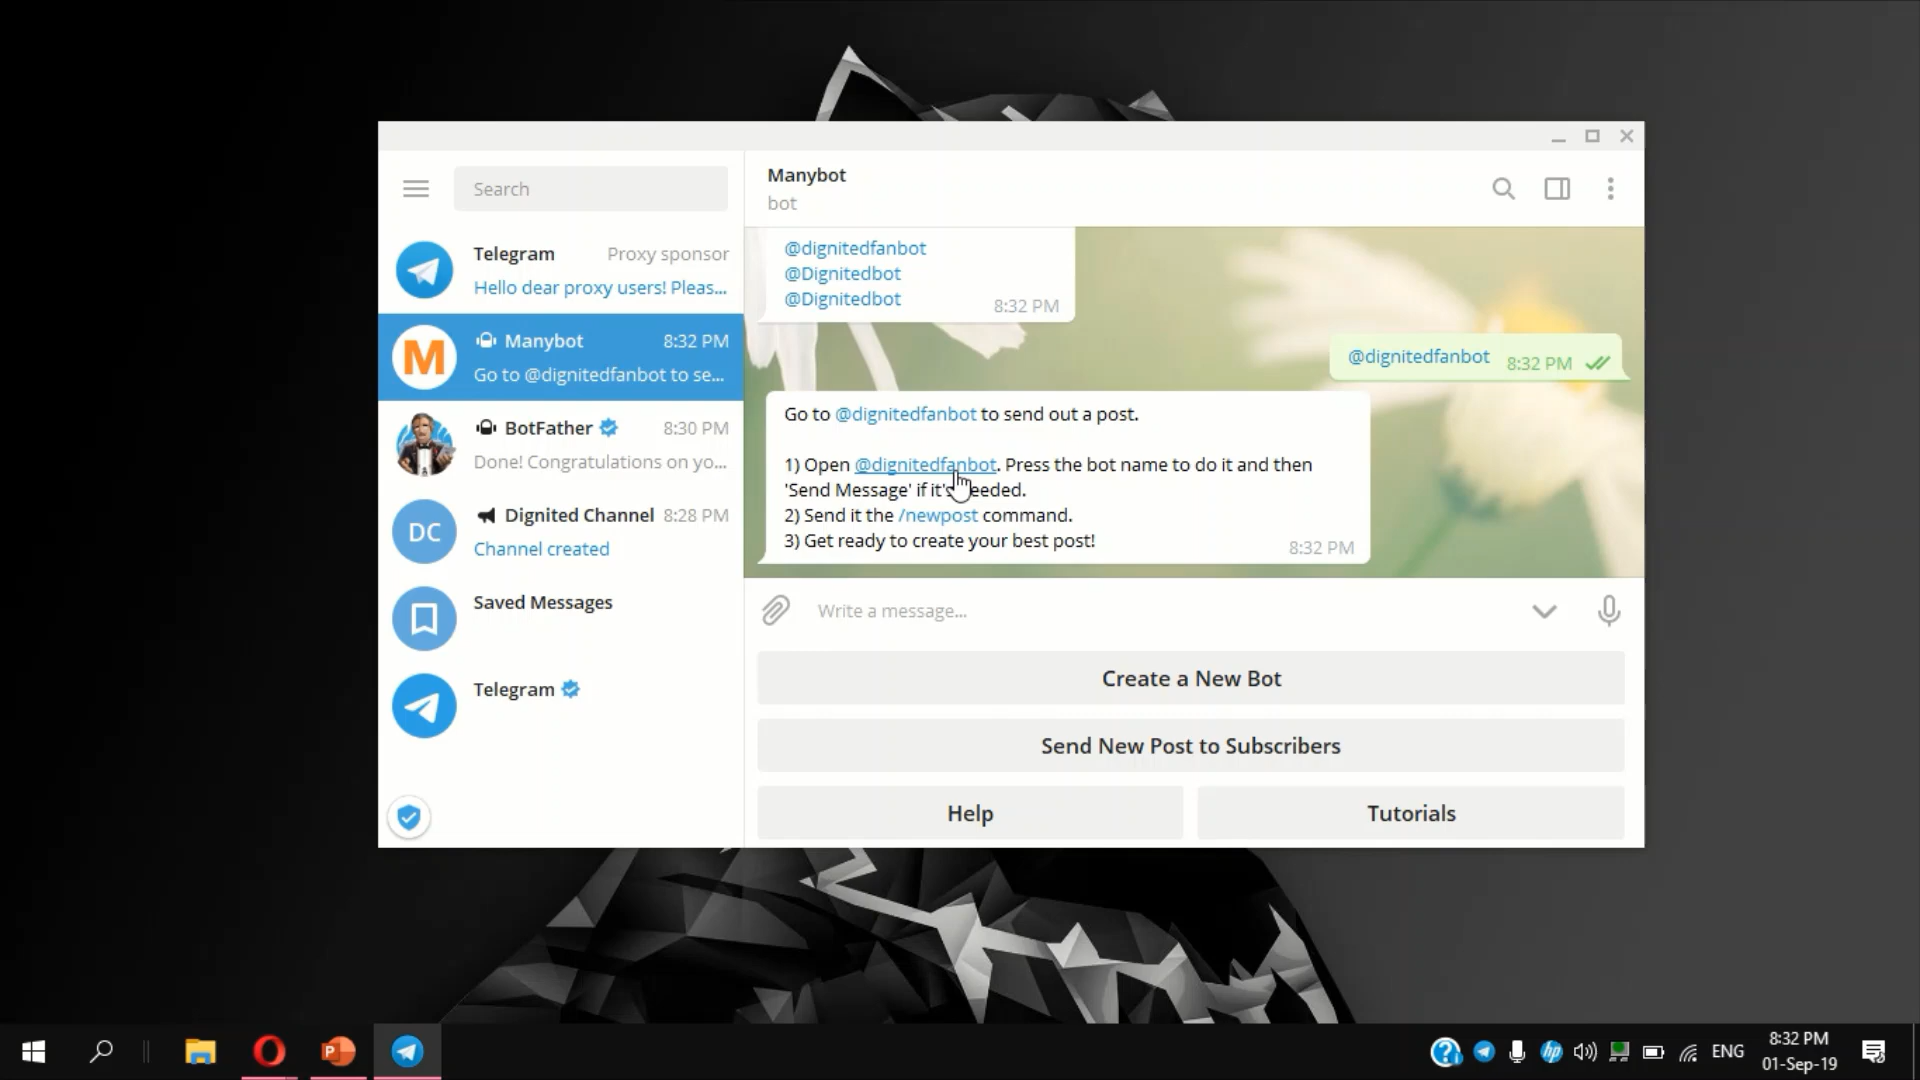 Search
Telegram
Proxy sponsor
Hello dear proxy users! Pleas...
M
Manybot
8:32 PM
Go to @dignitedfanbot to se...
BotFather
8:30 PM
Done! Congratulations on yo...
DC
Dignited Channel
8:28 PM
Channel created
Saved Messages
Telegram
Manybot
bot
@dignitedfanbot
@Dignitedbot
@Dignitedbot
8:32 PM
@dignitedfanbot
8:32 PM
Go to @dignitedfanbot to send out a post.
1) Open @dignitedfanbot. Press the bot name to do it and then
'Send Message' if it's needed.
2) Send it the /newpost command.
3) Get ready to create your best post!
8:32 PM
Write a message...
Create a New Bot
Send New Post to Subscribers
Help
Tutorials
P
?
hp
ENG
8:32 PM
01-Sep-19